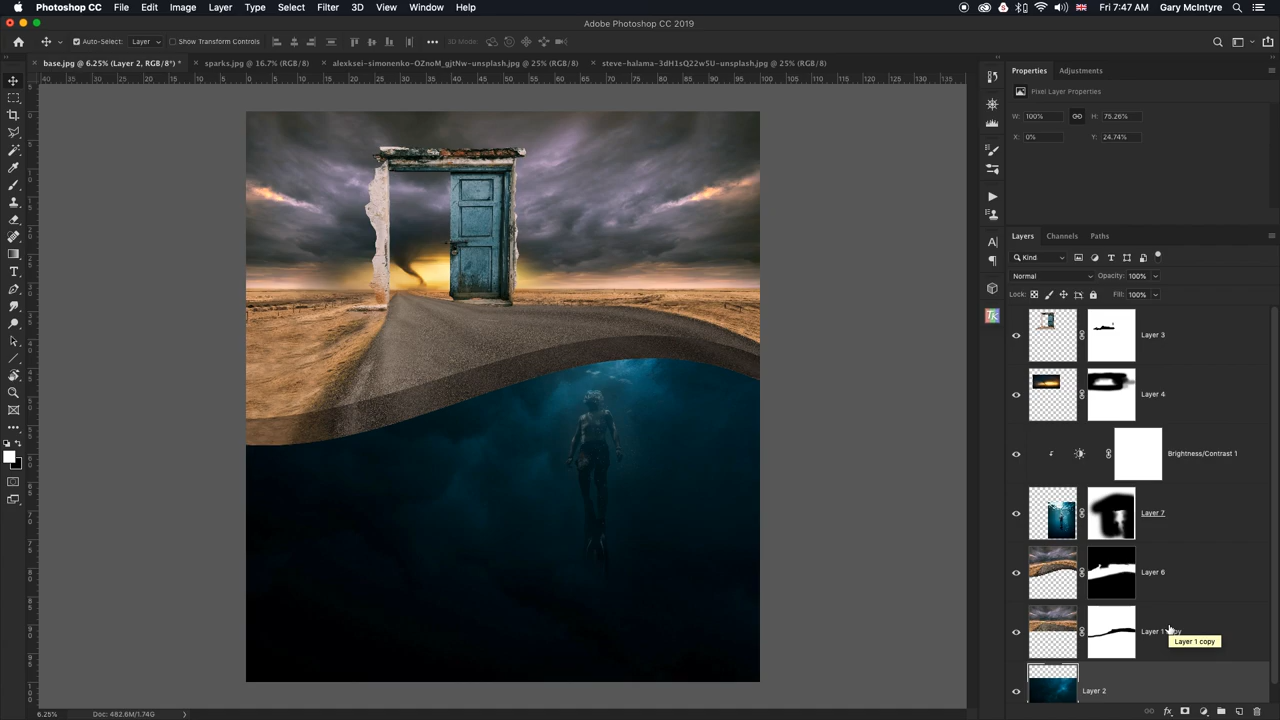 Photoshop CC File Edit Image Layer Type Select Filter 3D View Window Help Fri 7:47 AM Gary McIntyre
Adobe Photoshop CC 2019
Auto-Select: Layer Show Transform Controls 3D Mode:
base.jpg @ 6.25% (Layer 2, RGB/8*) * sparks.jpg @ 16.7% (RGB/8) alexksei-simonenko-OZnoM_gjtNw-unsplash.jpg @ 25% (RGB/8) steve-halama-3dH1sQ22w5U-unsplash.jpg @ 25% (RGB/8)
Properties Adjustments
Pixel Layer Properties
W: 100% H: 75.26%
X: 0% Y: 24.74%
Layers Channels Paths
Kind
Normal Opacity: 100%
Lock: Fill: 100%
Layer 3
Layer 4
Brightness/Contrast 1
Layer 7
Layer 6
Layer 1 copy
Layer 1 copy
Layer 2
6.25% Doc: 482.6M/1.74G